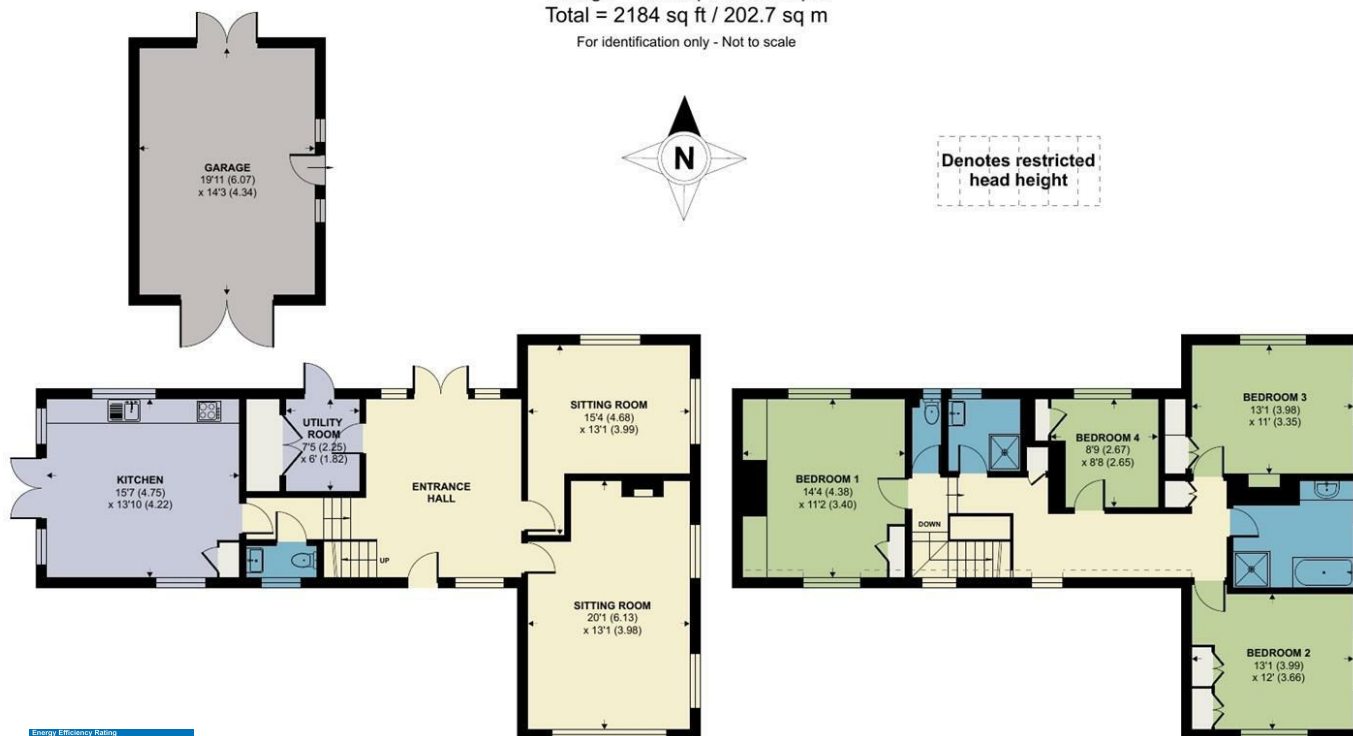 Total = 2184 sq ft / 202.7 sq m
For identification only - Not to scale
N
Denotes restricted
head height
GARAGE
19'11 (6.07)
x 14'3 (4.34)
UTILITY
ROOM
7'5 (2.25)
x 6' (1.82)
KITCHEN
15'7 (4.75)
x 13'10 (4.22)
ENTRANCE
HALL
UP
SITTING ROOM
15'4 (4.68)
x 13'1 (3.99)
SITTING ROOM
20'1 (6.13)
x 13'1 (3.98)
BEDROOM 1
14'4 (4.38)
x 11'2 (3.40)
DOWN
BEDROOM 4
8'9 (2.67)
x 8'8 (2.65)
BEDROOM 3
13'1 (3.98)
x 11' (3.35)
BEDROOM 2
13'1 (3.99)
x 12' (3.66)
Energy Efficiency Rating